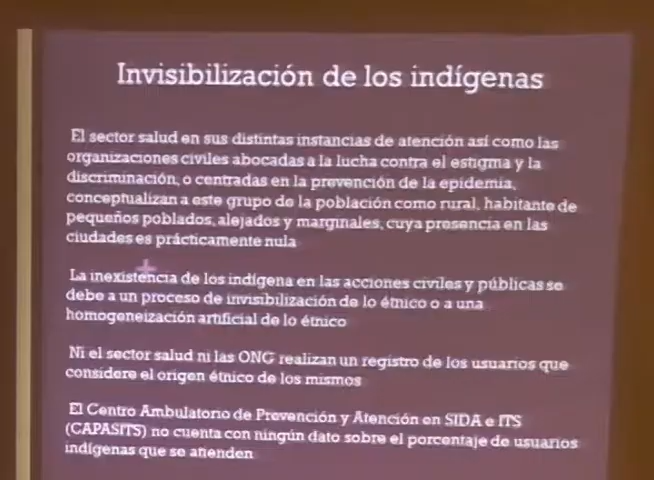 Invisibilización de los indígenas
El sector salud en sus distintas instancias de atención así como las
organizaciones civiles abocadas a la lucha contra el estigma y la
discriminación, o centradas en la prevención de la epidemia,
conceptualizan a este grupo de la población como rural, habitante de
pequeños poblados, alejados y marginales, cuya presencia en las
ciudades es prácticamente nula
La inexistencia de los indígena en las acciones civiles y públicas se
debe a un proceso de invisibilización de lo étnico o a una
homogeneización artificial de lo étnico
Ni el sector salud ni las ONG realizan un registro de los usuarios que
considere el origen étnico de los mismos
El Centro Ambulatorio de Prevención y Atención en SIDA e ITS
(CAPASITS) no cuenta con ningún dato sobre el porcentaje de usuarios
indígenas que se atienden